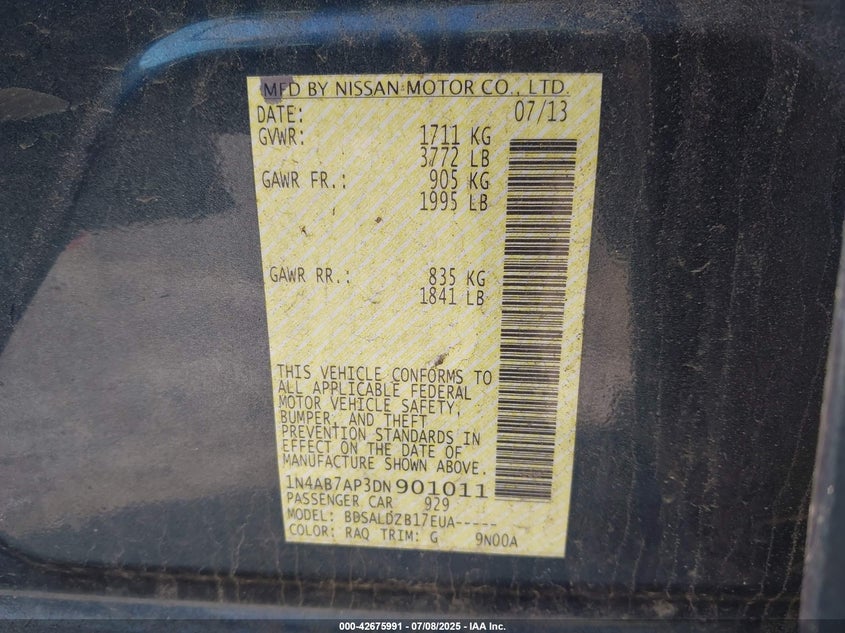 MFD BY NISSAN MOTOR CO., LTD.
DATE: 07/13
GVWR: 1711 KG
3772 LB
GAWR FR.: 905 KG
1995 LB
GAWR RR.: 835 KG
1841 LB
THIS VEHICLE CONFORMS TO
ALL APPLICABLE FEDERAL
MOTOR VEHICLE SAFETY,
BUMPER, AND THEFT
PREVENTION STANDARDS IN
EFFECT ON THE DATE OF
MANUFACTURE SHOWN ABOVE.
1N4AB7AP3DN901011
PASSENGER CAR 929
MODEL: BDSALDZB17EUA-----
COLOR: RAQ TRIM: G 9N00A
000-42675991 - 07/08/2025 - IAA Inc.